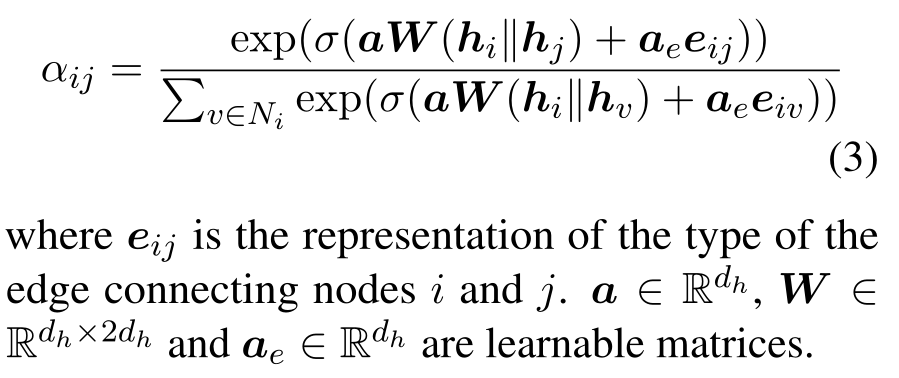 α_{ij} = \frac{exp(σ(aW(h_i‖h_j) + a_e e_{ij}))}{∑_{v∈N_i} exp(σ(aW(h_i‖h_v) + a_e e_{iv}))}
(3)
where e_{ij} is the representation of the type of the
edge connecting nodes i and j. a ∈ ℝ^{d_h}, W ∈
ℝ^{d_h×2d_h} and a_e ∈ ℝ^{d_h} are learnable matrices.